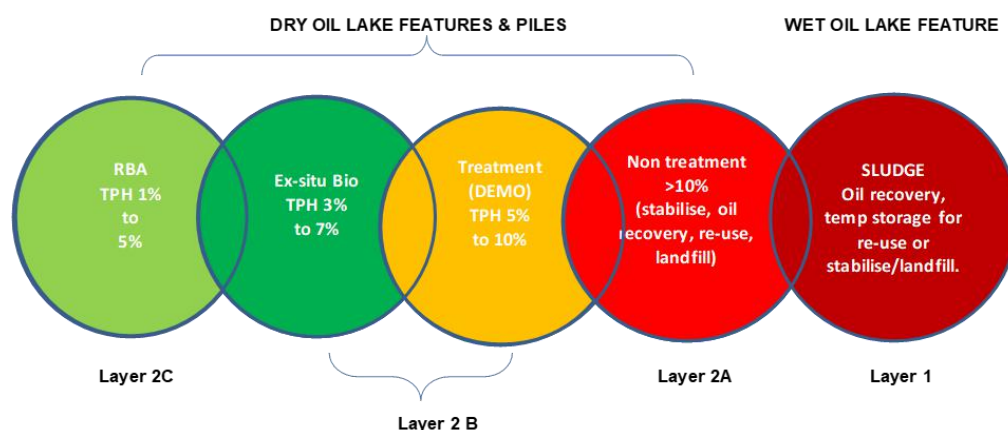 DRY OIL LAKE FEATURES & PILES
WET OIL LAKE FEATURE
RBA
TPH 1%
to
5%
Ex-situ Bio
TPH 3%
to 7%
Treatment
(DEMO)
TPH 5%
to 10%
Non treatment
>10%
(stabilise, oil
recovery, re-use,
landfill)
SLUDGE
Oil recovery,
temp storage for
re-use or
stabilise/landfill.
Layer 2C
Layer 2 B
Layer 2A
Layer 1